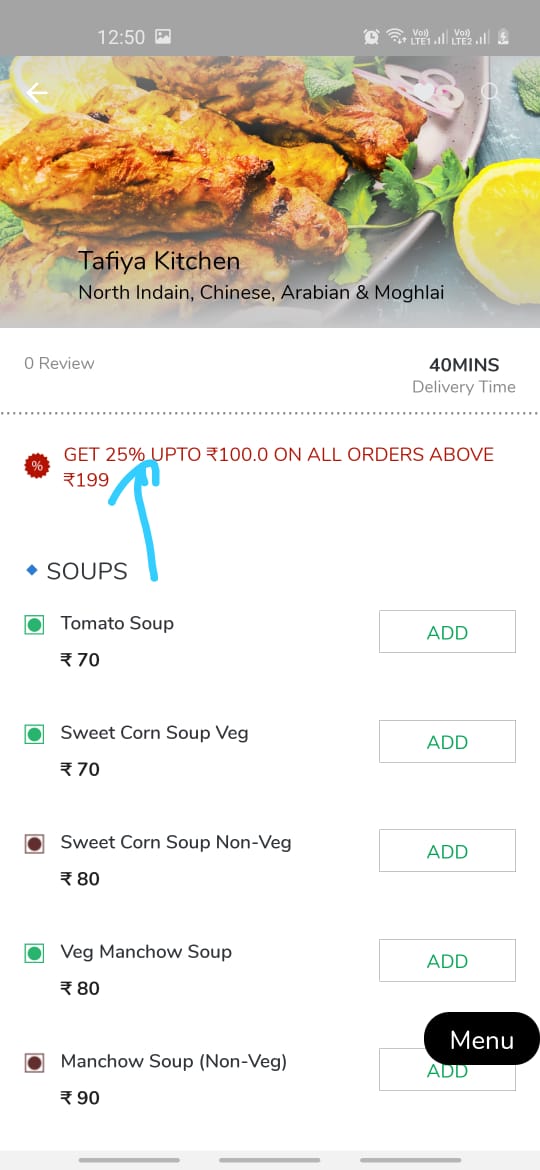 12:50
Vo) LTE1 Vo) LTE2
Tafiya Kitchen
North Indain, Chinese, Arabian & Moghlai
0 Review
40MINS
Delivery Time
%
GET 25% UPTO ₹100.0 ON ALL ORDERS ABOVE
₹199
SOUPS
Tomato Soup
ADD
₹ 70
Sweet Corn Soup Veg
ADD
₹ 70
Sweet Corn Soup Non-Veg
ADD
₹ 80
Veg Manchow Soup
ADD
₹ 80
Menu
Manchow Soup (Non-Veg)
ADD
₹ 90